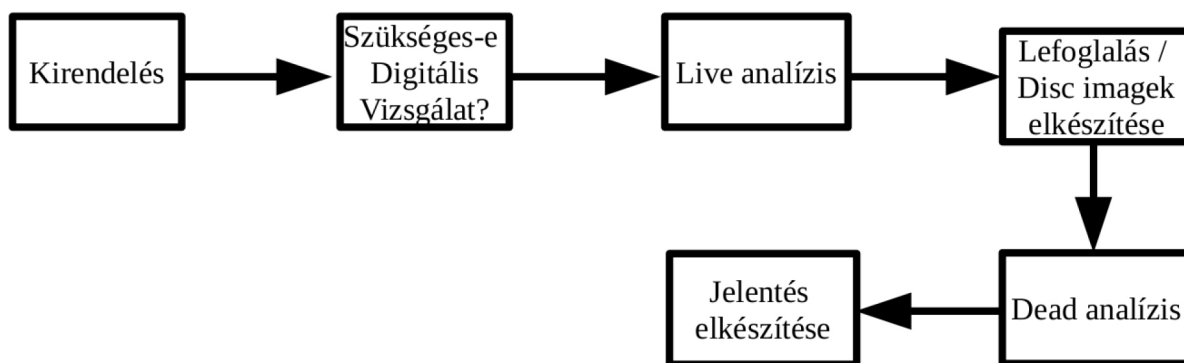 Kirendelés
Szükséges-e
Digitális
Vizsgálat?
Live analízis
Lefoglalás /
Disc imagek
elkészítése
Dead analízis
Jelentés
elkészítése